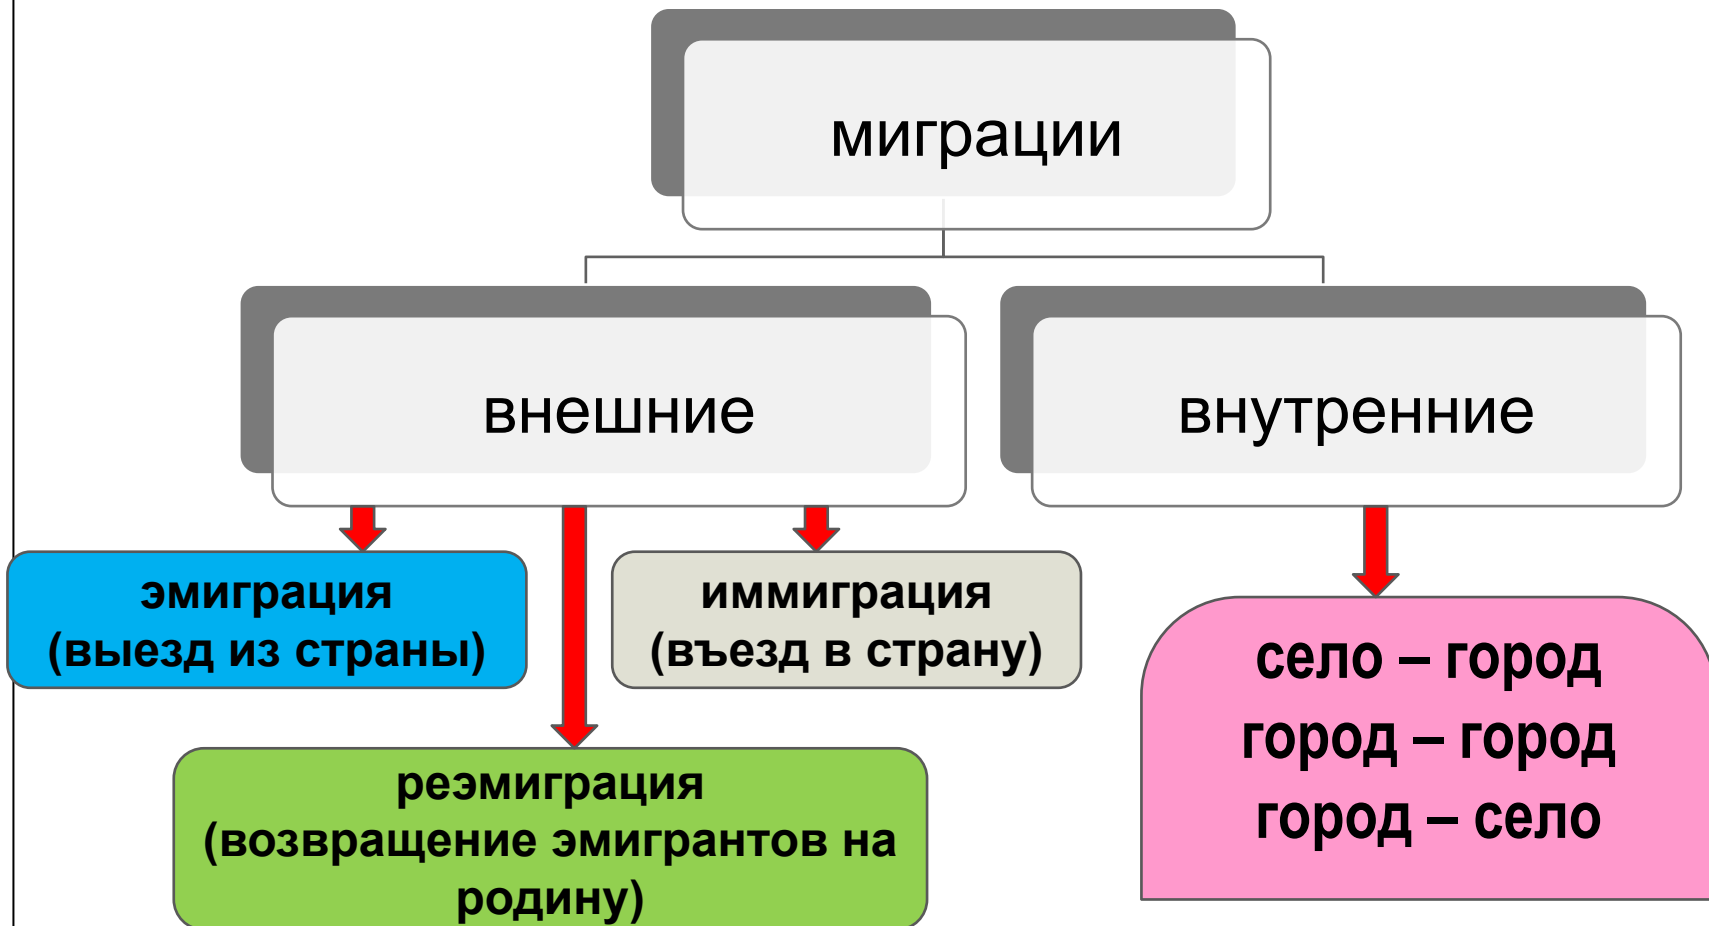 миграции
внешние
внутренние
эмиграция
(выезд из страны)
иммиграция
(въезд в страну)
реэмиграция
(возвращение эмигрантов на
родину)
село – город
город – город
город – село